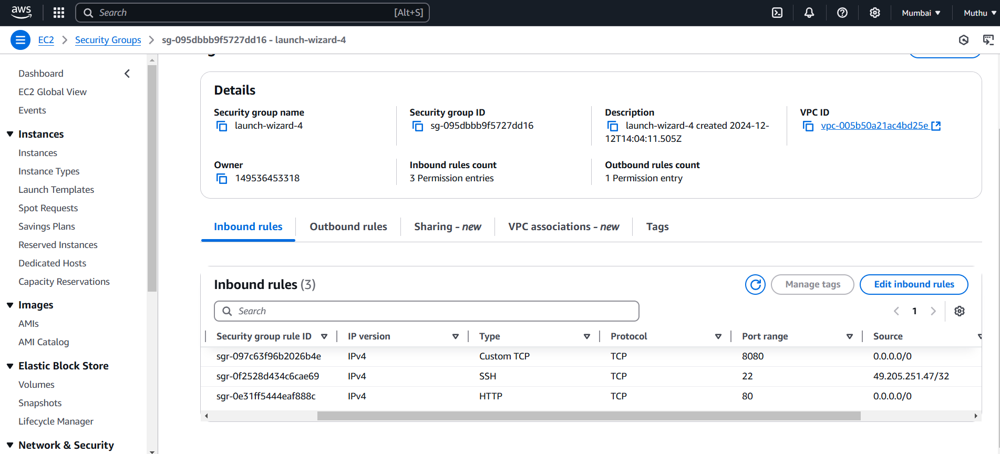 aws
Search [Alt+S]
Mumbai
Muthu
EC2
Security Groups
sg-095dbbb9f5727dd16 - launch-wizard-4
Dashboard
EC2 Global View
Events
Instances
Instances
Instance Types
Launch Templates
Spot Requests
Savings Plans
Reserved Instances
Dedicated Hosts
Capacity Reservations
Images
AMIs
AMI Catalog
Elastic Block Store
Volumes
Snapshots
Lifecycle Manager
Network & Security
Details
Security group name
launch-wizard-4
Security group ID
sg-095dbbb9f5727dd16
Description
launch-wizard-4 created 2024-12-
12T14:04:11.505Z
VPC ID
vpc-005b50a21ac4bd25e
Owner
149536453318
Inbound rules count
3 Permission entries
Outbound rules count
1 Permission entry
Inbound rules
Outbound rules
Sharing - new
VPC associations - new
Tags
Inbound rules (3)
Manage tags
Edit inbound rules
Search
1
Security group rule ID IP version Type Protocol Port range Source
sgr-097c63f96b2026b4e IPv4 Custom TCP TCP 8080 0.0.0.0/0
sgr-0f2528d434c6cae69 IPv4 SSH TCP 22 49.205.251.47/32
sgr-0e31ff5444eaf888c IPv4 HTTP TCP 80 0.0.0.0/0